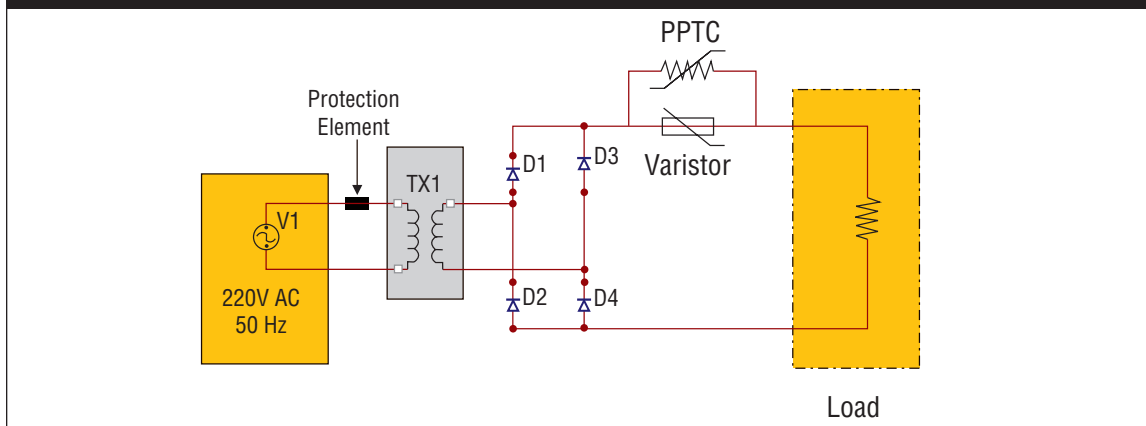 PPTC
Protection
Element
Varistor
TX1
D1
D3
V1
220V AC
50 Hz
D2
D4
Load